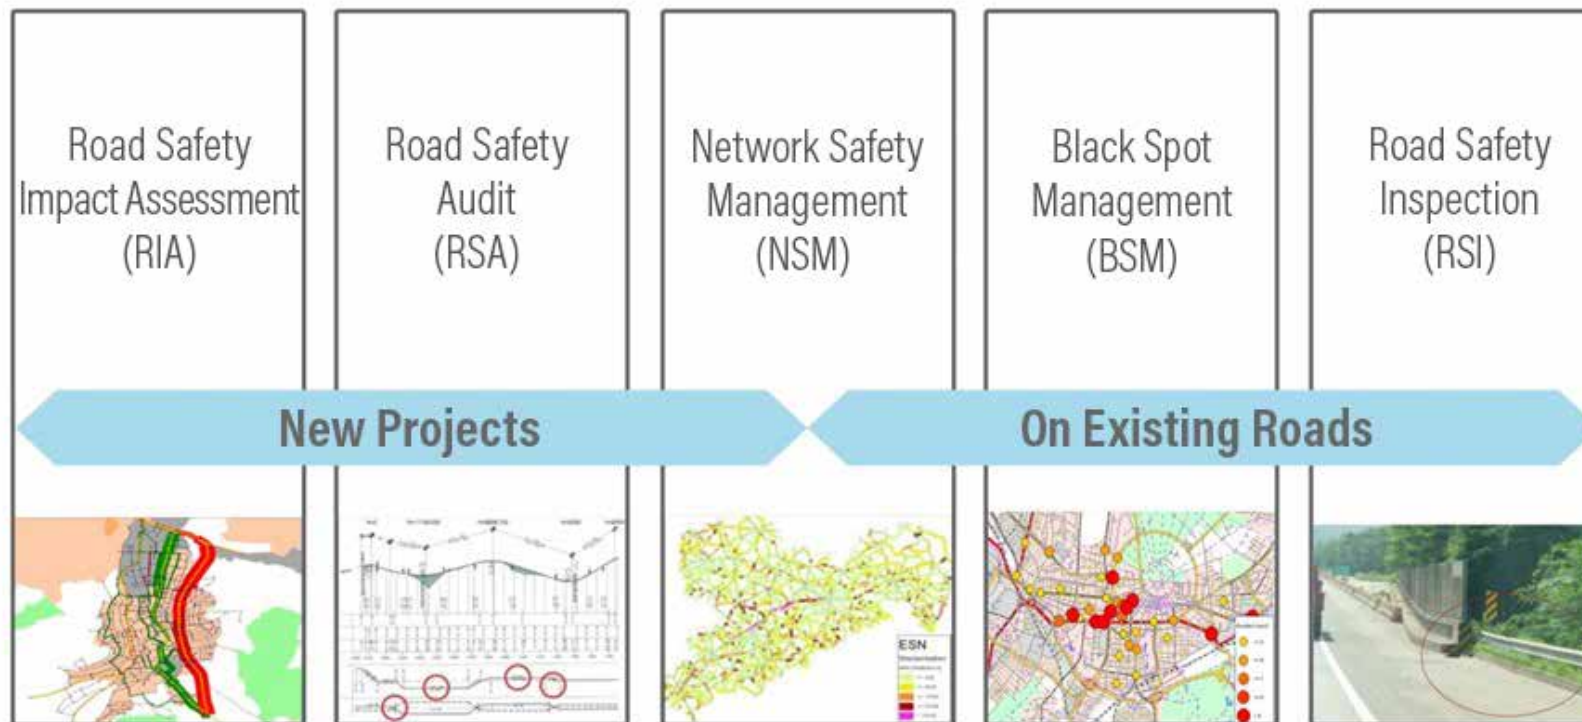 Road Safety
Impact Assessment
(RIA)
Road Safety
Audit
(RSA)
Network Safety
Management
(NSM)
Black Spot
Management
(BSM)
Road Safety
Inspection
(RSI)
New Projects
On Existing Roads
ESN